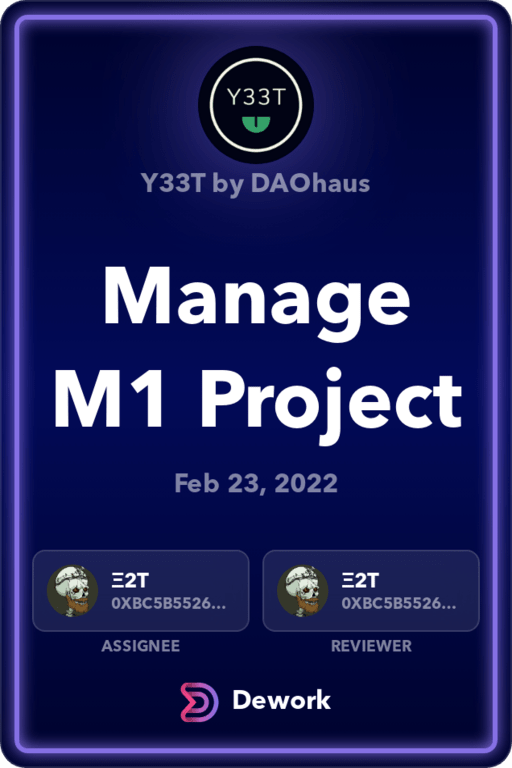 Y33T
Y33T by DAOhaus
Manage
M1 Project
Feb 23, 2022
Ξ2T
0XBC5B5526...
ASSIGNEE
Ξ2T
0XBC5B5526...
REVIEWER
Dework